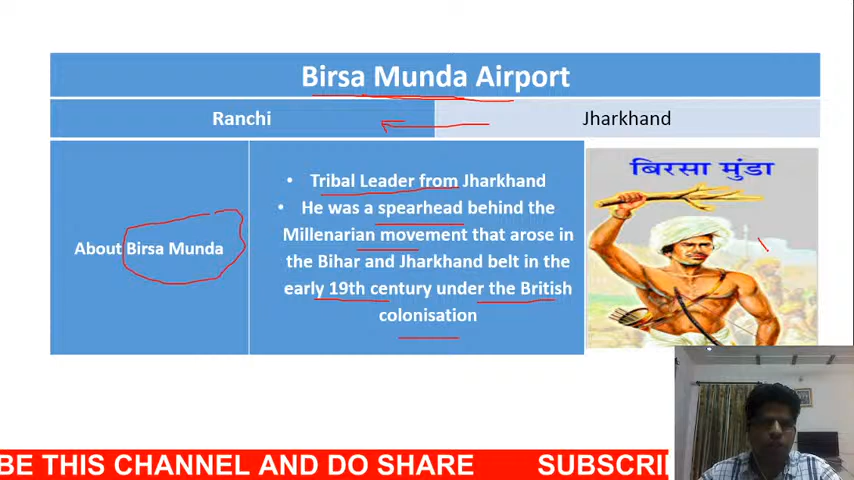 Birsa Munda Airport
Ranchi
Jharkhand
About Birsa Munda
• Tribal Leader from Jharkhand
• He was a spearhead behind the
Millenarian movement that arose in
the Bihar and Jharkhand belt in the
early 19th century under the British
colonisation
बिरसा मुंडा
BE THIS CHANNEL AND DO SHARE
SUBSCRI